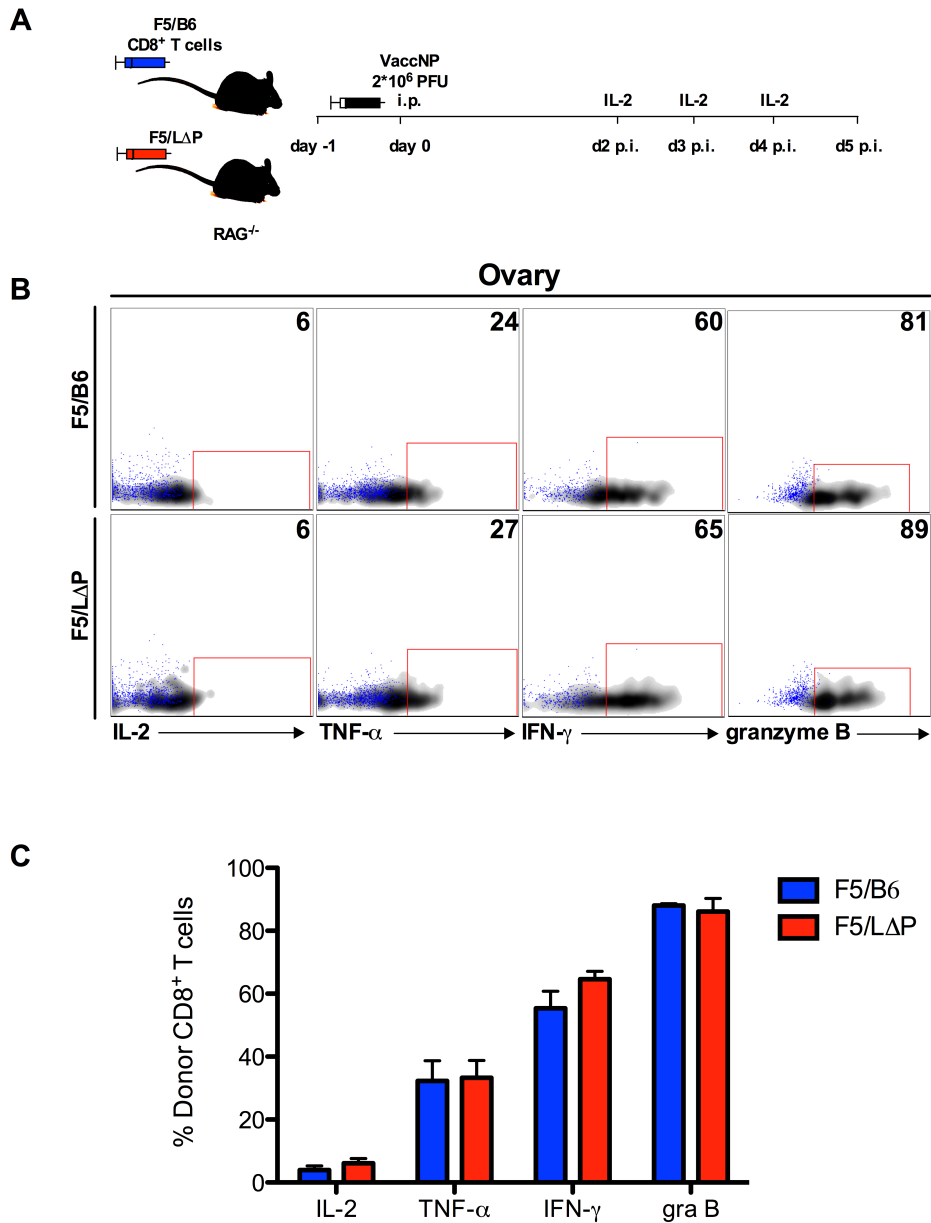 A
F5/B6
CD8⁺ T cells
F5/LΔP
RAG⁻/⁻
VaccNP
2*10⁶ PFU
i.p.
IL-2 IL-2 IL-2
day -1 day 0 d2 p.i. d3 p.i. d4 p.i. d5 p.i.
B
Ovary
F5/B6
6 24 60 81
F5/LΔP
6 27 65 89
IL-2 TNF-α IFN-γ granzyme B
C
% Donor CD8⁺ T cells
100
80
60
40
20
0
IL-2 TNF-α IFN-γ gra B
F5/B6
F5/LΔP